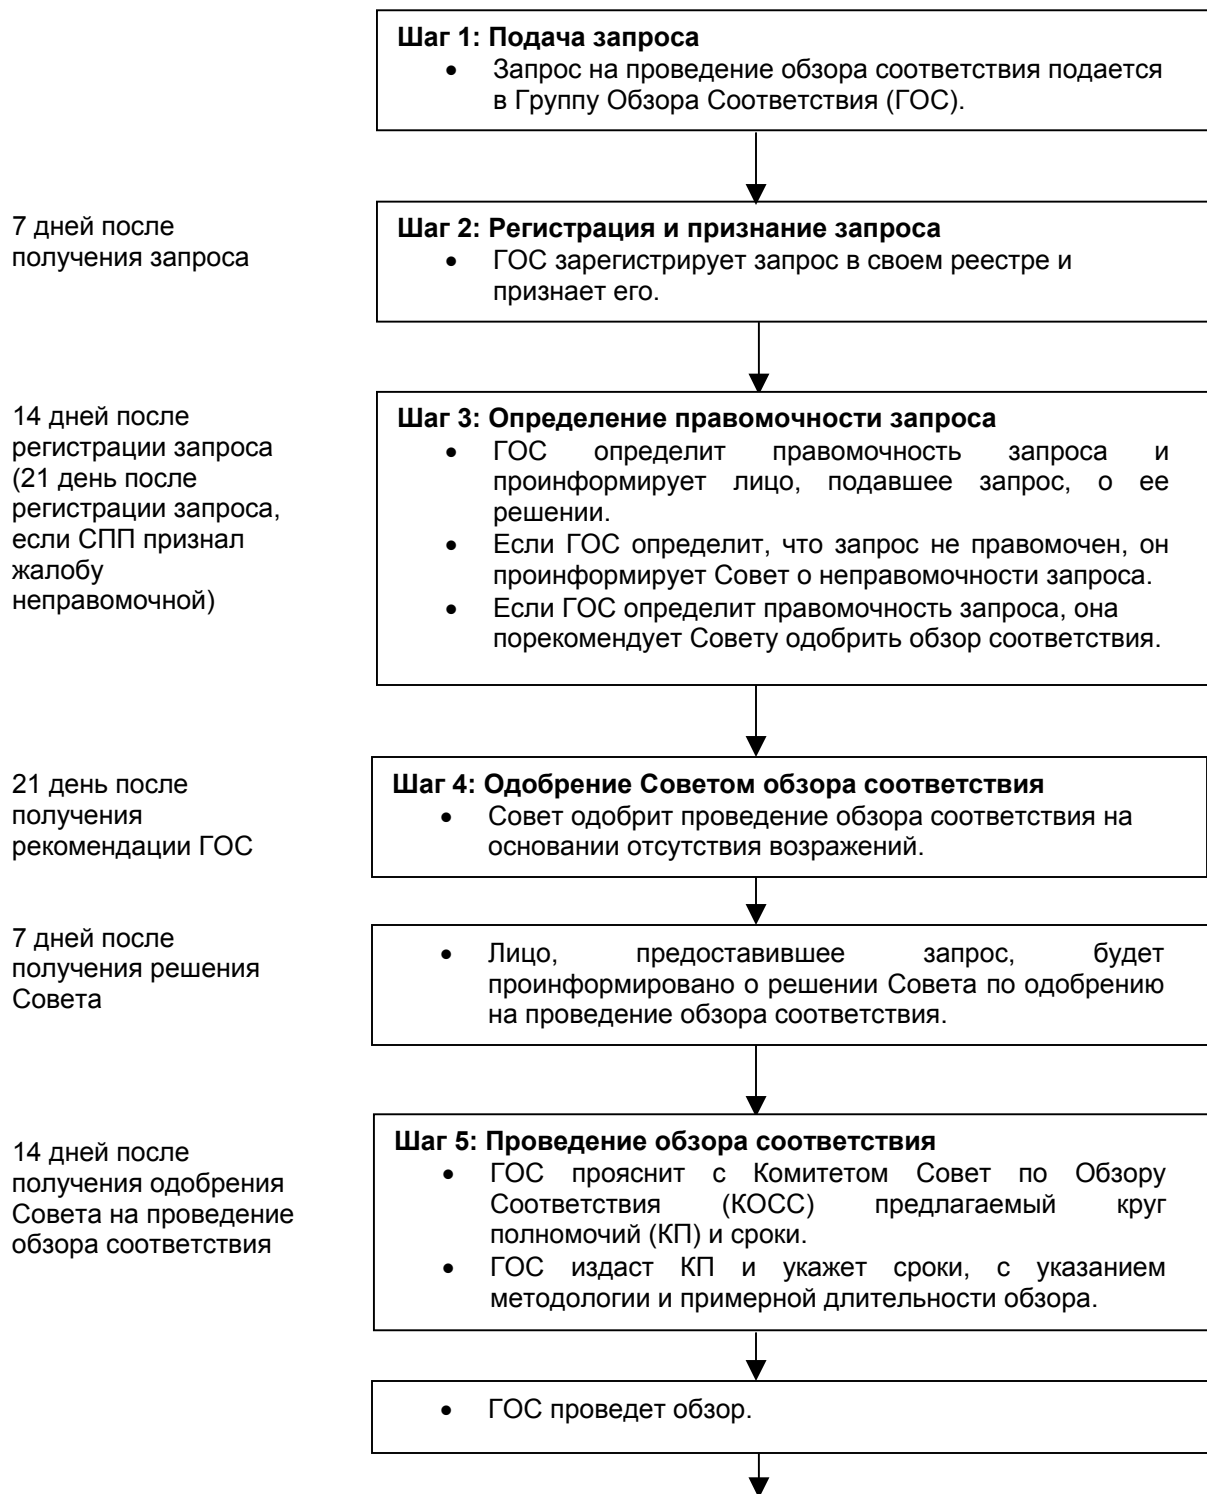 Шаг 1: Подача запроса
• Запрос на проведение обзора соответствия подается
в Группу Обзора Соответствия (ГОС).
7 дней после
получения запроса
Шаг 2: Регистрация и признание запроса
• ГОС зарегистрирует запрос в своем реестре и
признает его.
14 дней после
регистрации запроса
(21 день после
регистрации запроса,
если СПП признал
жалобу
неправомочной)
Шаг 3: Определение правомочности запроса
• ГОС определит правомочность запроса и
проинформирует лицо, подавшее запрос, о ее
решении.
• Если ГОС определит, что запрос не правомочен, он
проинформирует Совет о неправомочности запроса.
• Если ГОС определит правомочность запроса, она
порекомендует Совету одобрить обзор соответствия.
21 день после
получения
рекомендации ГОС
Шаг 4: Одобрение Советом обзора соответствия
• Совет одобрит проведение обзора соответствия на
основании отсутствия возражений.
7 дней после
получения решения
Совета
• Лицо, предоставившее запрос, будет
проинформировано о решении Совета по одобрению
на проведение обзора соответствия.
14 дней после
получения одобрения
Совета на проведение
обзора соответствия
Шаг 5: Проведение обзора соответствия
• ГОС прояснит с Комитетом Совет по Обзору
Соответствия (КОСС) предлагаемый круг
полномочий (КП) и сроки.
• ГОС издаст КП и укажет сроки, с указанием
методологии и примерной длительности обзора.
• ГОС проведет обзор.